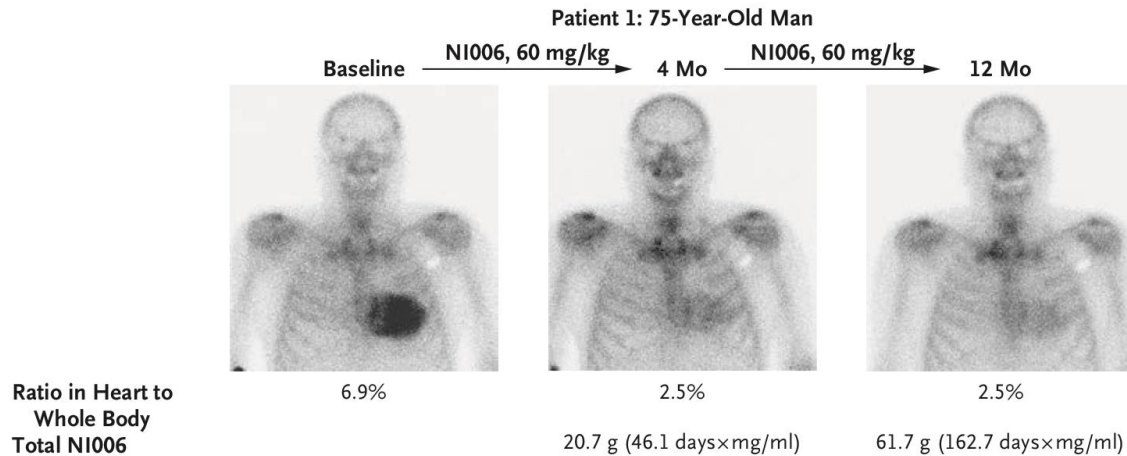 Patient 1: 75-Year-Old Man
NI006, 60 mg/kg NI006, 60 mg/kg
Baseline 4 Mo 12 Mo
Ratio in Heart to 6.9% 2.5% 2.5%
Whole Body
Total NI006 20.7 g (46.1 days×mg/ml) 61.7 g (162.7 days×mg/ml)